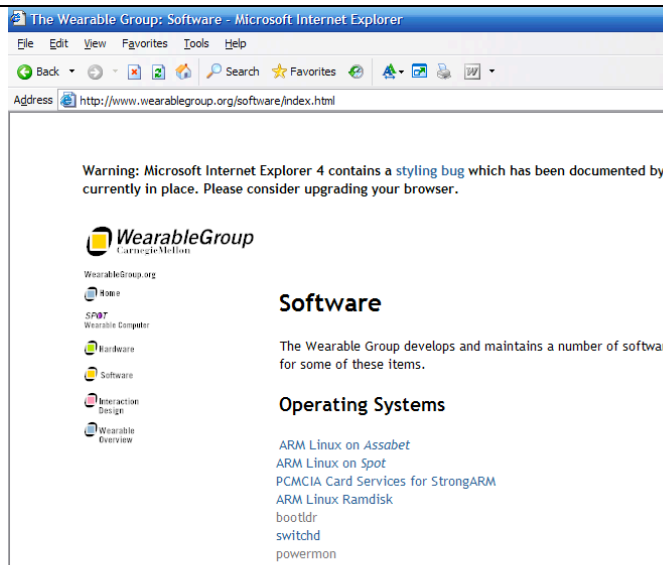 The Wearable Group: Software - Microsoft Internet Explorer
File Edit View Favorites Tools Help
Back Search Favorites
Address http://www.wearablegroup.org/software/index.html
Warning: Microsoft Internet Explorer 4 contains a styling bug which has been documented by
currently in place. Please consider upgrading your browser.
WearableGroup
CarnegieMellon
WearableGroup.org
Home
SPOT
Wearable Computer
Hardware
Software
Interaction
Design
Wearable
Overview
Software
The Wearable Group develops and maintains a number of softwar
for some of these items.
Operating Systems
ARM Linux on Assabet
ARM Linux on Spot
PCMCIA Card Services for StrongARM
ARM Linux Ramdisk
bootldr
switchd
powermon